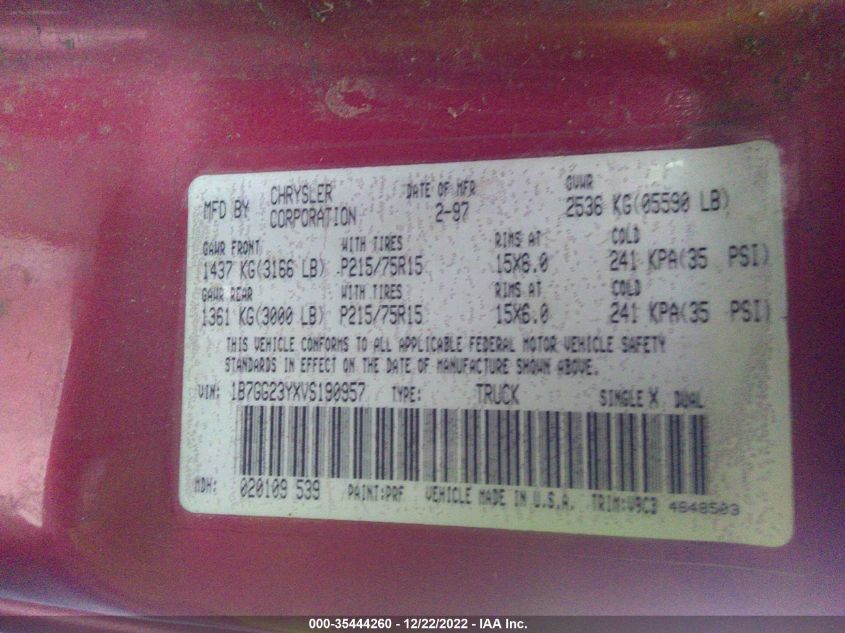 MFD BY CHRYSLER CORPORATION DATE OF MFR 2-97 GVWR 2536 KG(05590 LB)
GAWR FRONT WITH TIRES RIMS AT COLD
1437 KG(3166 LB) P215/75R15 15X6.0 241 KPA(35 PSI)
GAWR REAR WITH TIRES RIMS AT COLD
1361 KG(3000 LB) P215/75R15 15X6.0 241 KPA(35 PSI)
THIS VEHICLE CONFORMS TO ALL APPLICABLE FEDERAL MOTOR VEHICLE SAFETY
STANDARDS IN EFFECT ON THE DATE OF MANUFACTURE SHOWN ABOVE.
VIN: 1B7GG23YXVS190957 TYPE: TRUCK SINGLE X DUAL
MDH: 020109 539 PAINT:PRF VEHICLE MADE IN U.S.A. TRIM:V9C3 4648503
000-35444260 - 12/22/2022 - IAA Inc.